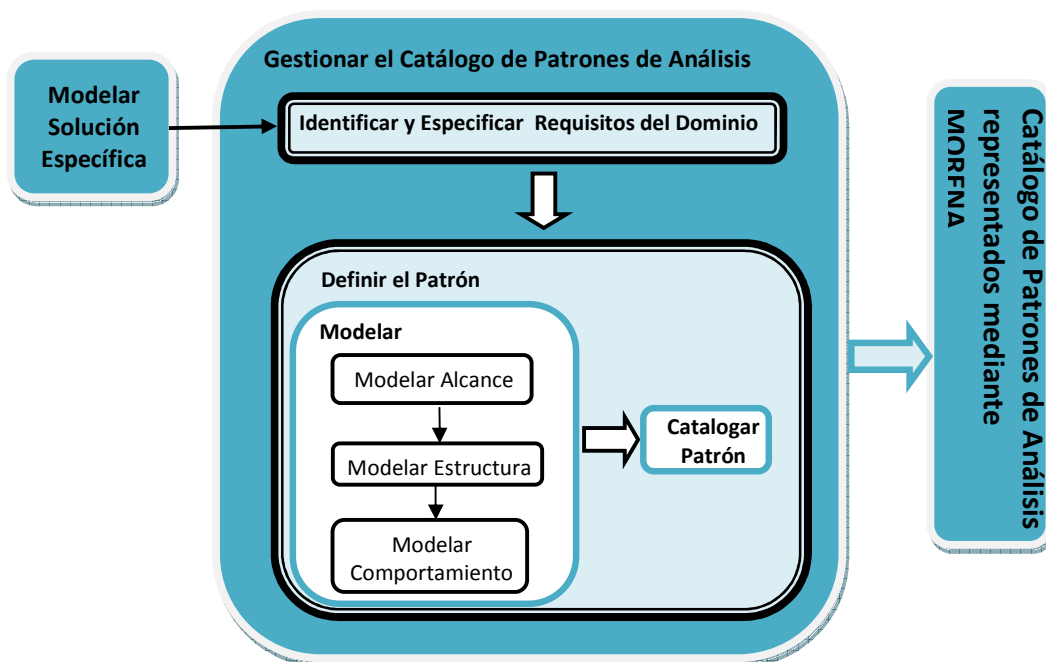 Gestionar el Catálogo de Patrones de Análisis
Modelar
Solución
Específica
Identificar y Especificar Requisitos del Dominio
Definir el Patrón
Modelar
Modelar Alcance
Modelar Estructura
Modelar
Comportamiento
Catalogar
Patrón
Catálogo de Patrones de Análisis
representados mediante